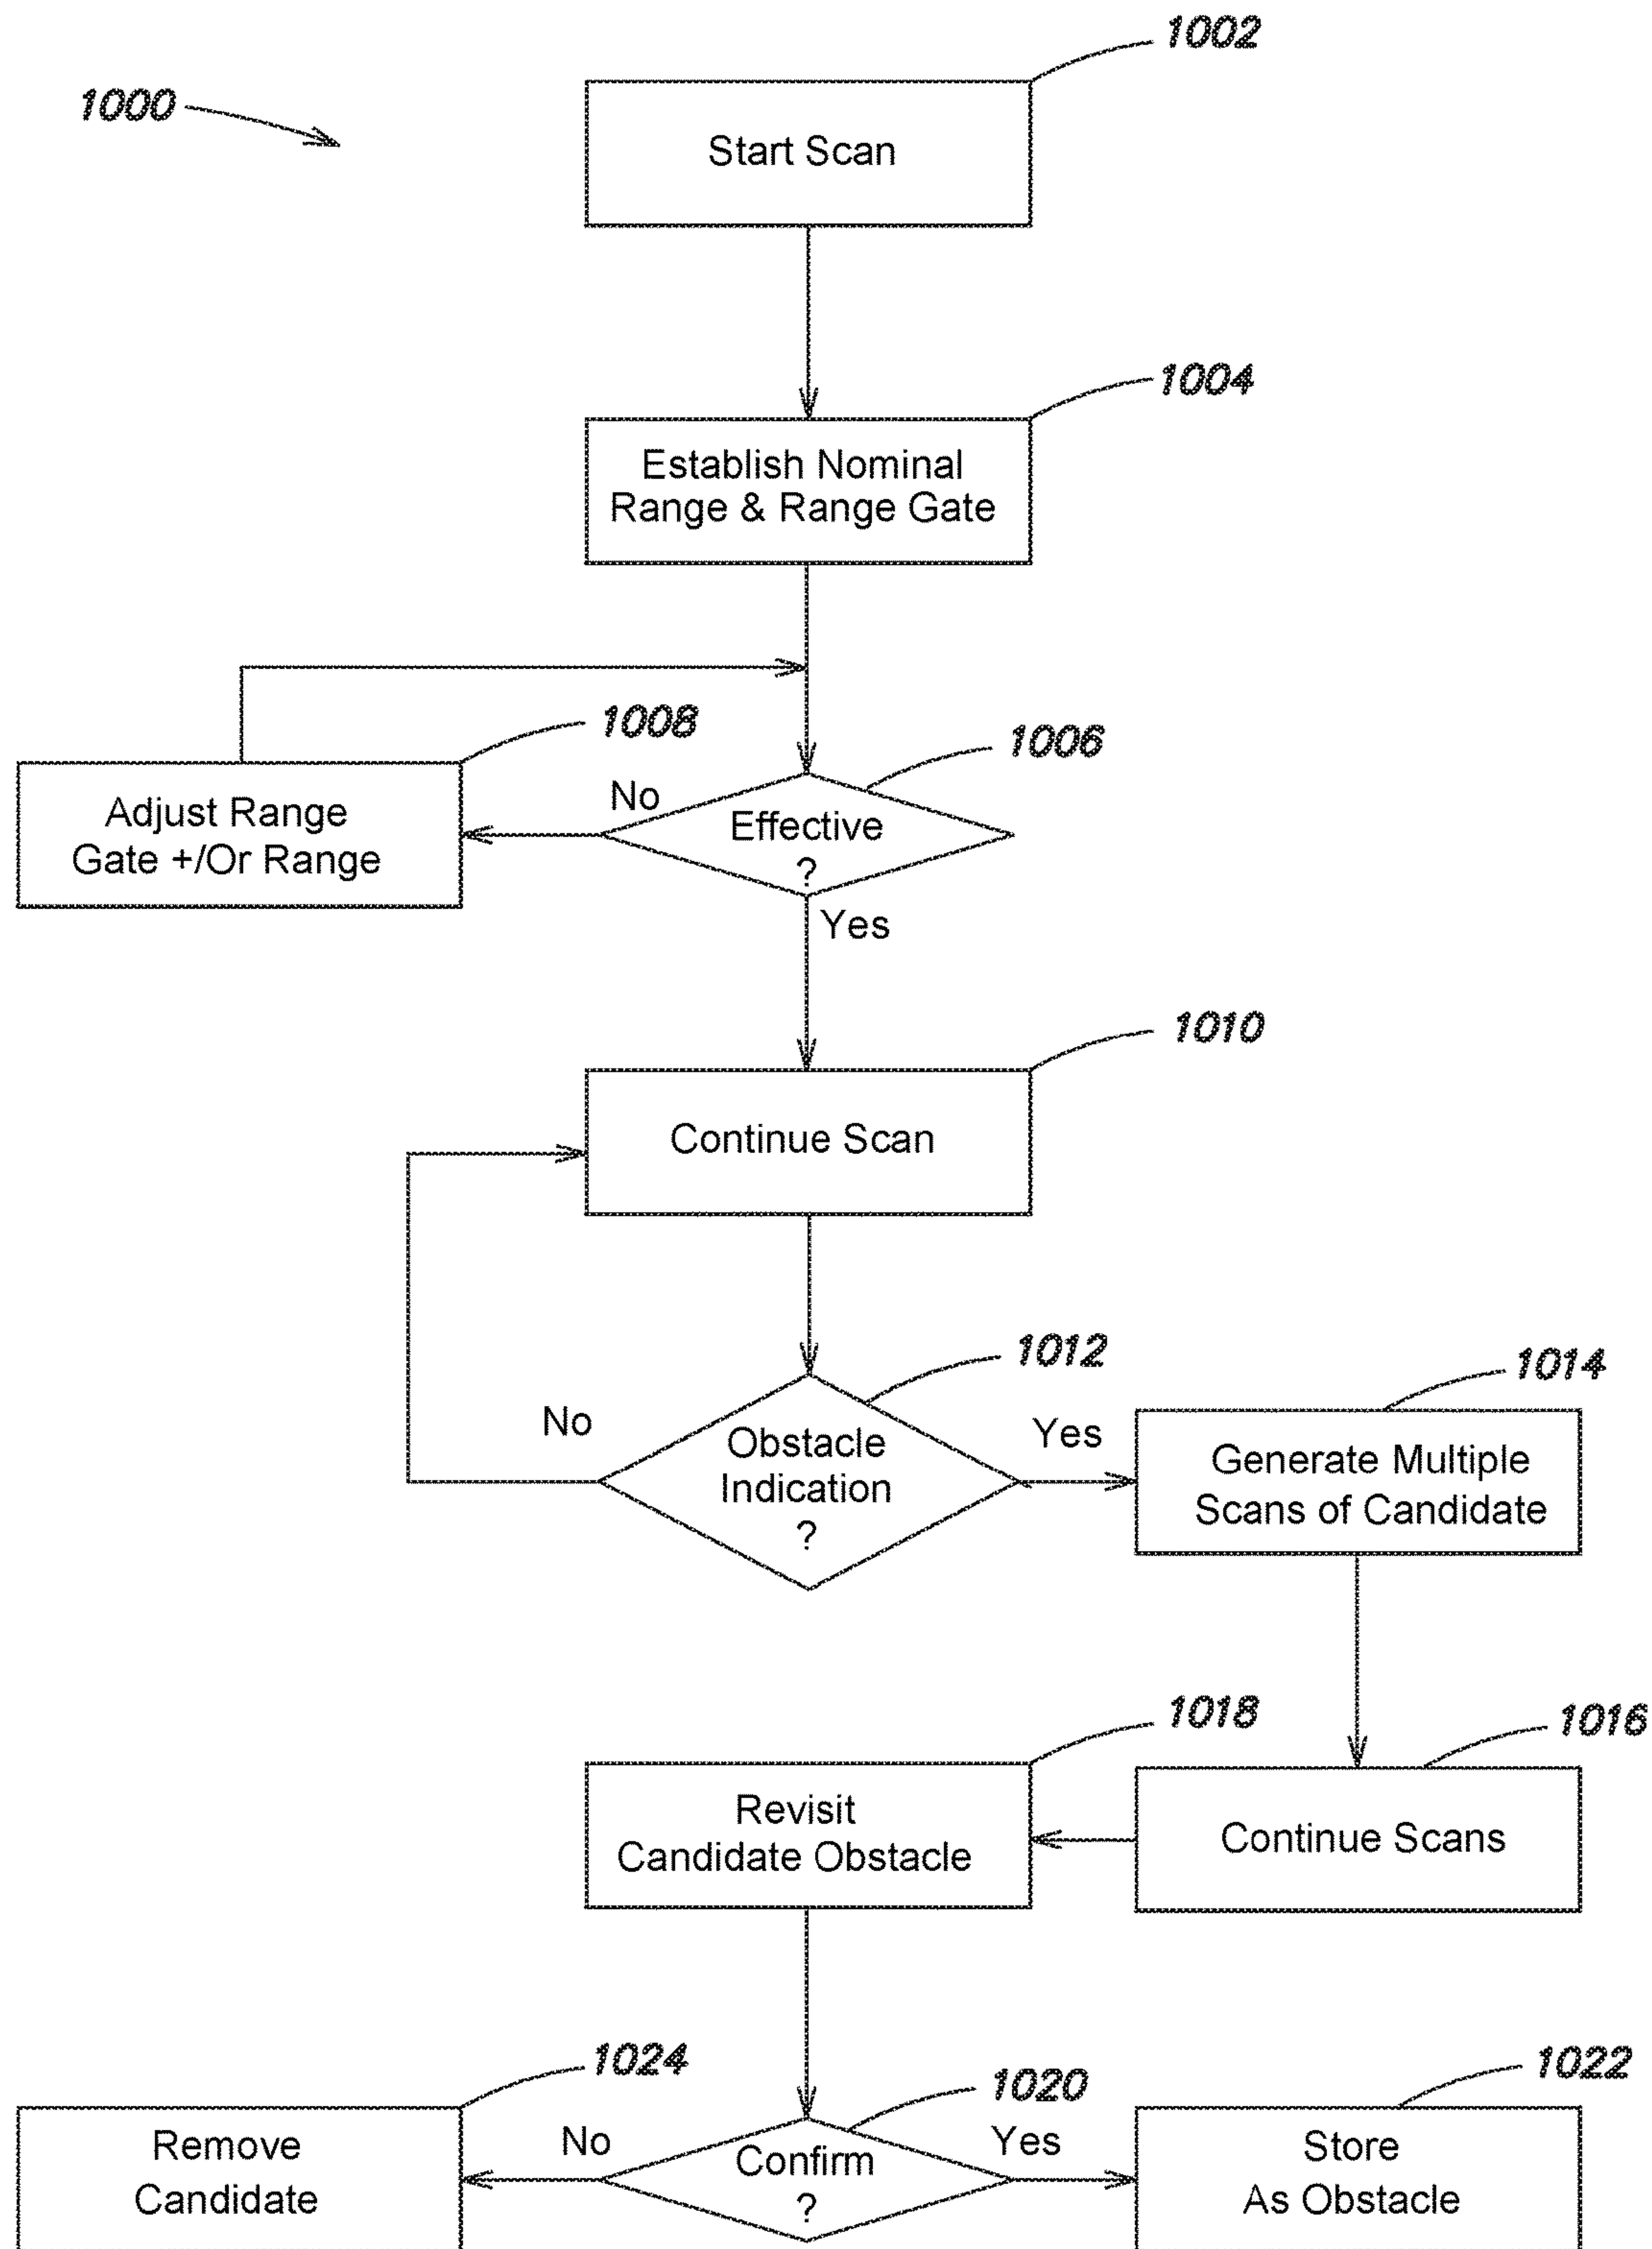 1002
1000
Start Scan
1004
Establish Nominal
Range & Range Gate
1008
1006
No
Adjust Range
Gate +/Or Range
Effective
?
Yes
1010
Continue Scan
1012
1014
No
Obstacle
Indication
?
Yes
Generate Multiple
Scans of Candidate
1018
1016
Revisit
Candidate Obstacle
Continue Scans
1024
1020
1022
Remove
Candidate
No
Confirm
?
Yes
Store
As Obstacle